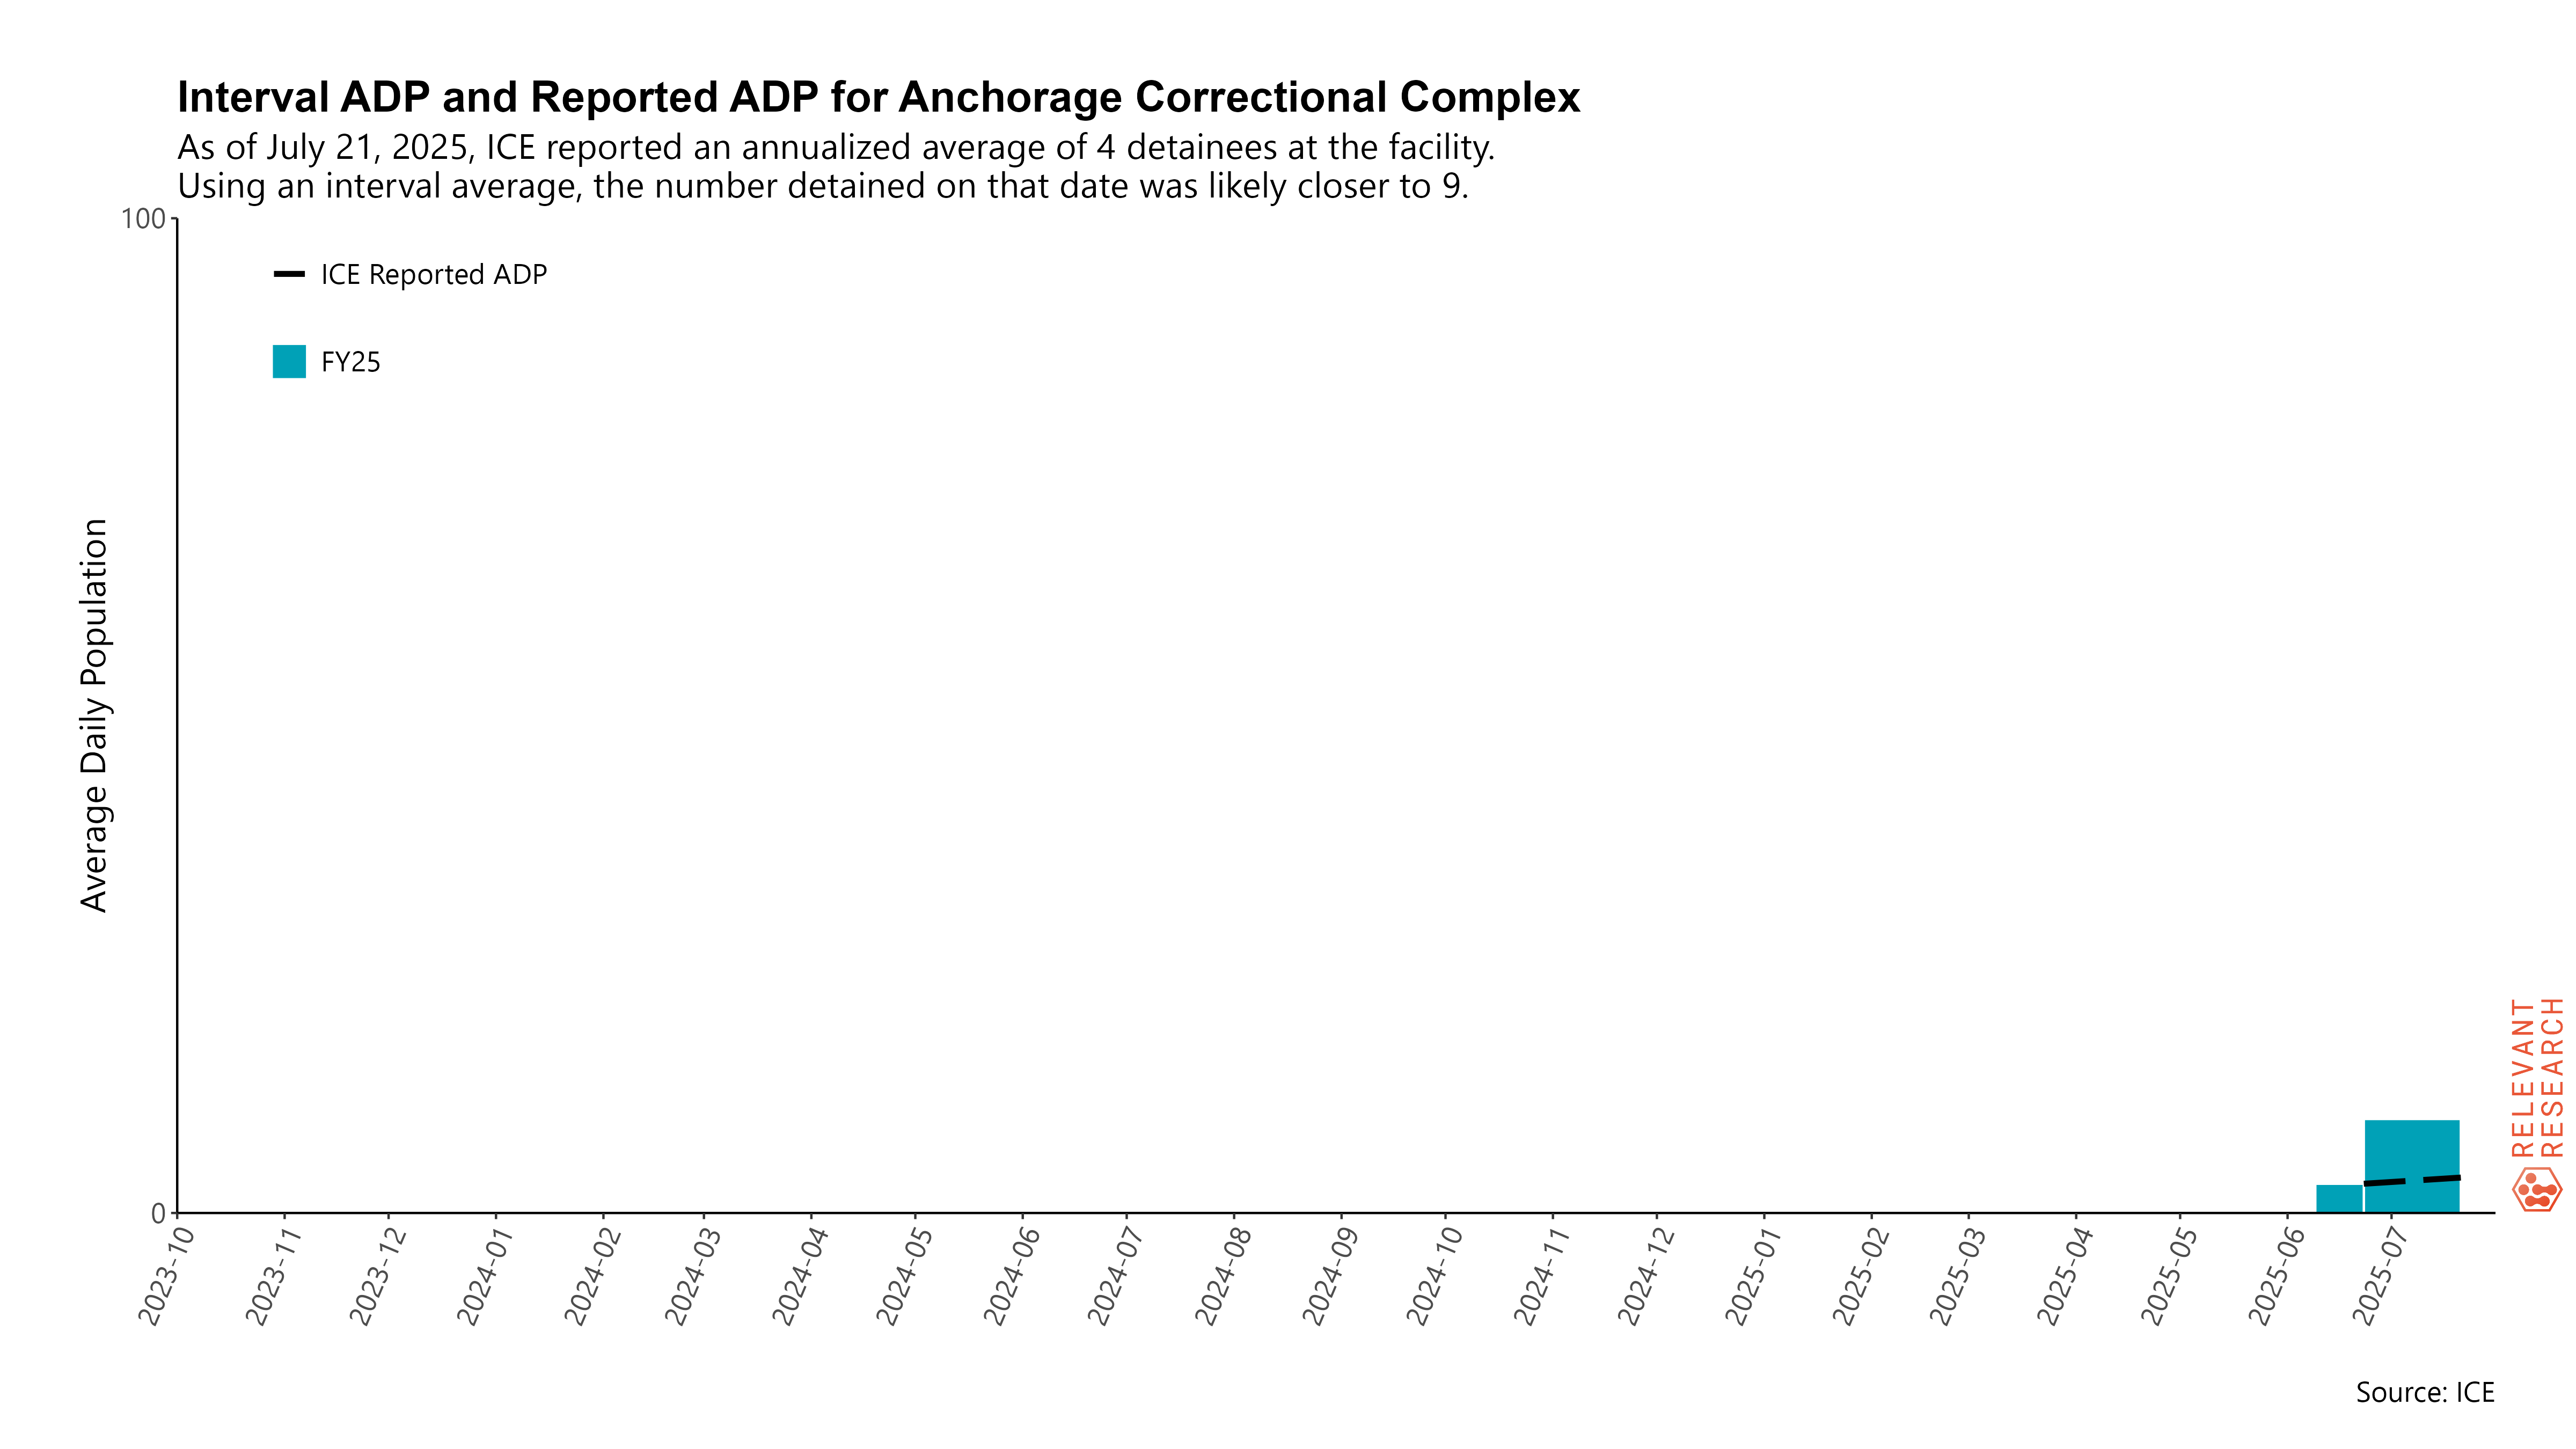 Interval ADP and Reported ADP for Anchorage Correctional Complex
As of July 21, 2025, ICE reported an annualized average of 4 detainees at the facility.
Using an interval average, the number detained on that date was likely closer to 9.
100
ICE Reported ADP
FY25
Average Daily Population
0
2023-10
2023-11
2023-12
2024-01
2024-02
2024-03
2024-04
2024-05
2024-06
2024-07
2024-08
2024-09
2024-10
2024-11
2024-12
2025-01
2025-02
2025-03
2025-04
2025-05
2025-06
2025-07
RELEVANT
RESEARCH
Source: ICE